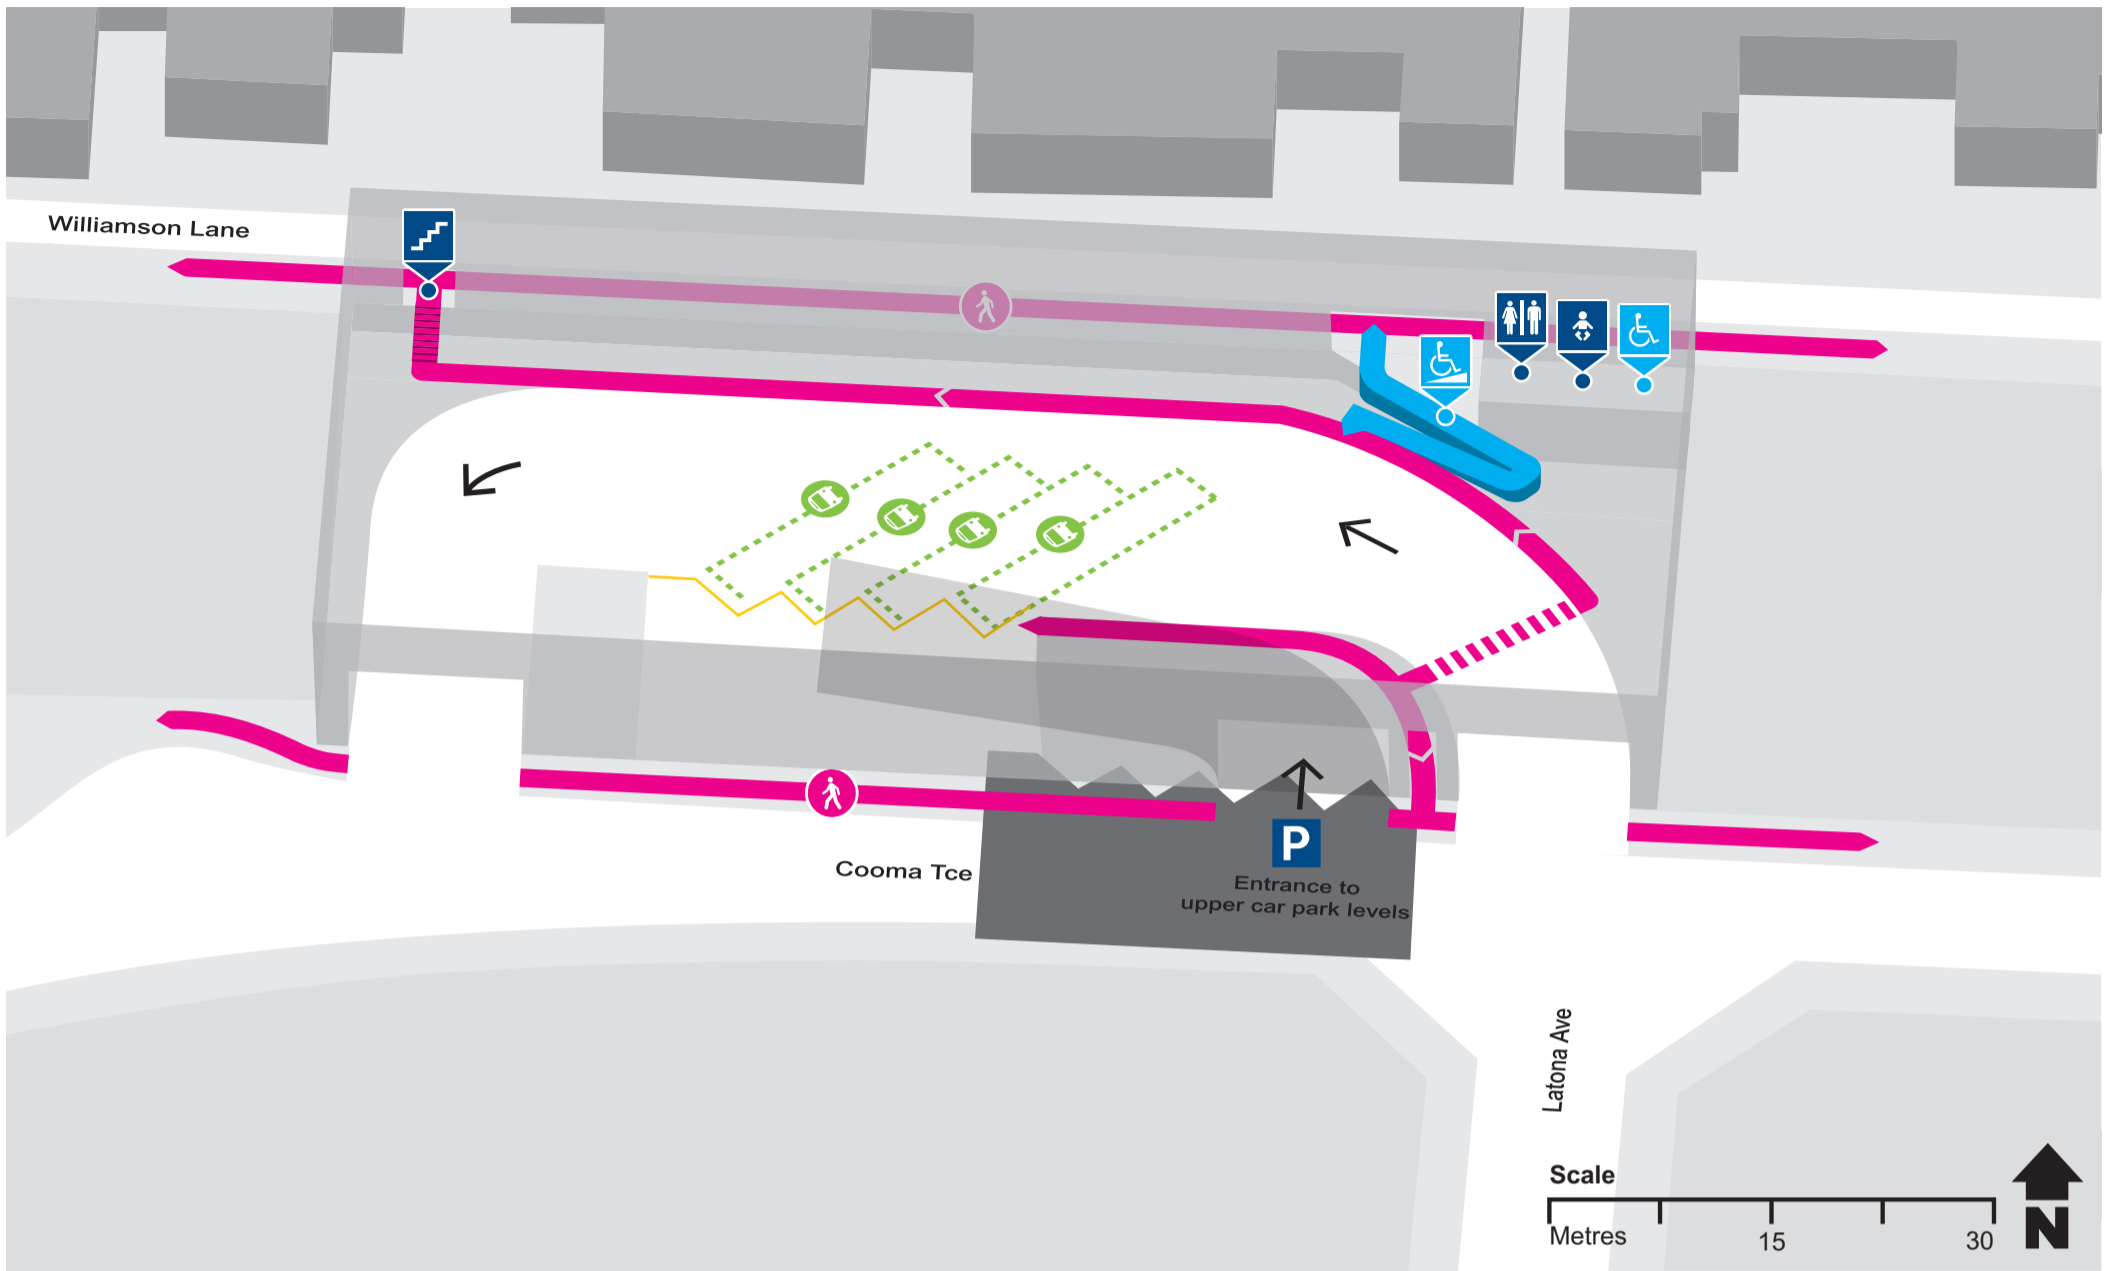 Williamson Lane
Cooma Tce
P
Entrance to
upper car park levels
Latona Ave
Scale
Metres
15
30
N